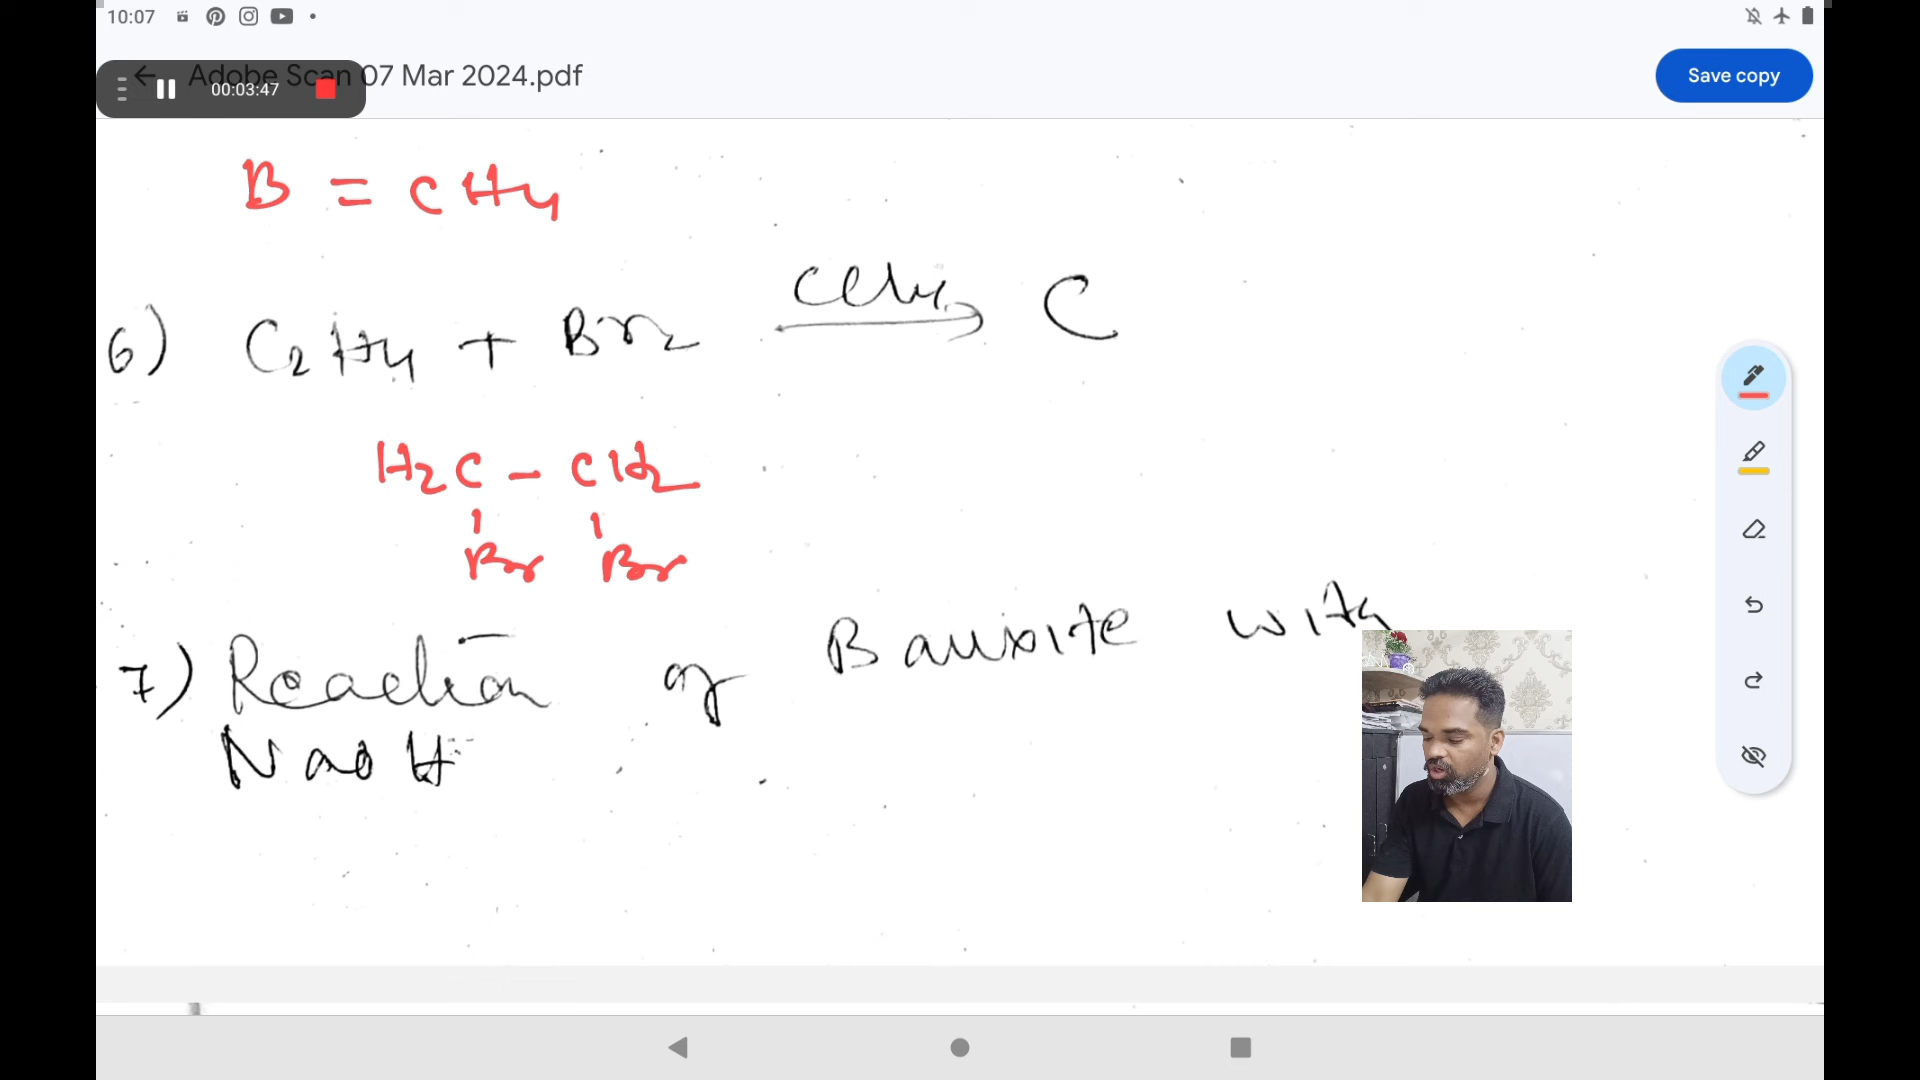 10:07
Adobe Scan 07 Mar 2024.pdf
00:03:47
Save copy
B = CH4
6) C2H4 + Br2 CCl4 C
H2C - CH2
Br Br
7) Reaction of Bauxite with
NaOH